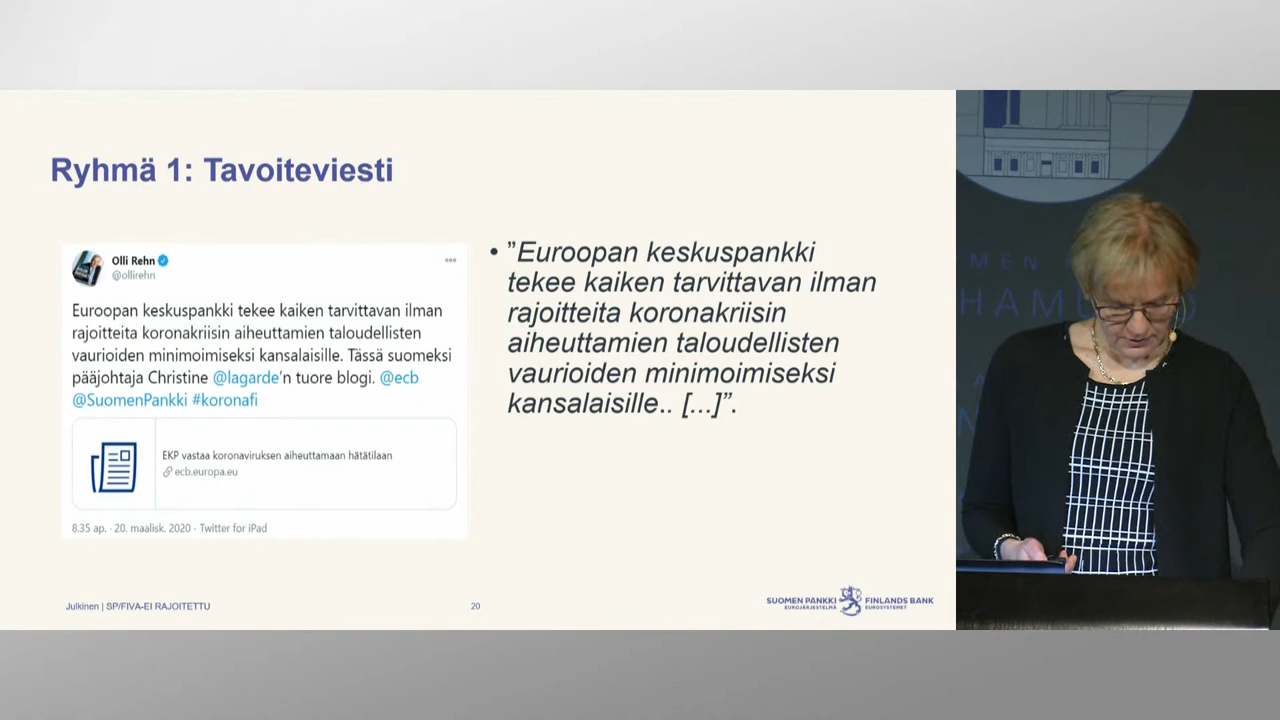 Ryhmä 1: Tavoiteviesti
Olli Rehn
@ollirehn
Euroopan keskuspankki tekee kaiken tarvittavan ilman
rajoitteita koronakriisin aiheuttamien taloudellisten
vaurioiden minimoimiseksi kansalaisille. Tässä suomeksi
pääjohtaja Christine @lagarde'n tuore blogi. @ecb
@SuomenPankki #koronafi
EKP vastaa koronaviruksen aiheuttamaan hätätilaan
ecb.europa.eu
8.35 ap. · 20. maalisk. 2020 · Twitter for iPad
• ”Euroopan keskuspankki
tekee kaiken tarvittavan ilman
rajoitteita koronakriisin
aiheuttamien taloudellisten
vaurioiden minimoimiseksi
kansalaisille.. [...]”.
Julkinen | SP/FIVA-EI RAJOITETTU
20
SUOMEN PANKKI
EUROJÄRJESTELMÄ
FINLANDS BANK
EUROSYSTEMET